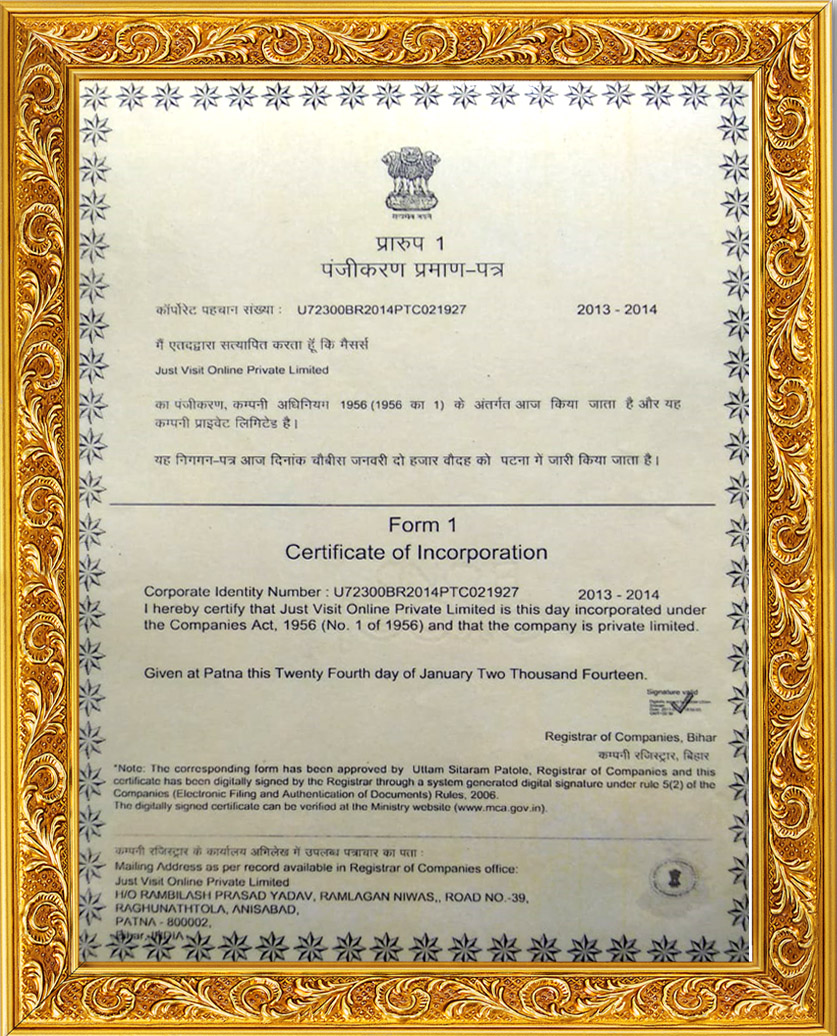 सत्यमेव जयते
प्रारुप 1
पंजीकरण प्रमाण-पत्र
कॉर्पोरेट पहचान संख्या : U72300BR2014PTC021927 2013 - 2014
मैं एतदद्वारा सत्यापित करता हूँ कि मैसर्स
Just Visit Online Private Limited
का पंजीकरण, कम्पनी अधिनियम 1956 (1956 का 1) के अंतर्गत आज किया जाता है और यह
कम्पनी प्राइवेट लिमिटेड है।
यह निगमन-पत्र आज दिनांक चौबीस जनवरी दो हजार चौदह को पटना में जारी किया जाता है।
Form 1
Certificate of Incorporation
Corporate Identity Number : U72300BR2014PTC021927 2013 - 2014
I hereby certify that Just Visit Online Private Limited is this day incorporated under
the Companies Act, 1956 (No. 1 of 1956) and that the company is private limited.
Given at Patna this Twenty Fourth day of January Two Thousand Fourteen.
Signature valid
Registrar of Companies, Bihar
कम्पनी रजिस्ट्रार, बिहार
*Note: The corresponding form has been approved by Uttam Sitaram Patole, Registrar of Companies and this
certificate has been digitally signed by the Registrar through a system generated digital signature under rule 5(2) of the
Companies (Electronic Filing and Authentication of Documents) Rules, 2006.
The digitally signed certificate can be verified at the Ministry website (www.mca.gov.in).
कम्पनी रजिस्ट्रार के कार्यालय अभिलेख में उपलब्ध पत्राचार का पता :
Mailing Address as per record available in Registrar of Companies office:
Just Visit Online Private Limited
H/O RAMBILASH PRASAD YADAV, RAMLAGAN NIWAS,, ROAD NO.-39,
RAGHUNATHTOLA, ANISABAD,
PATNA - 800002,
Bihar, INDIA